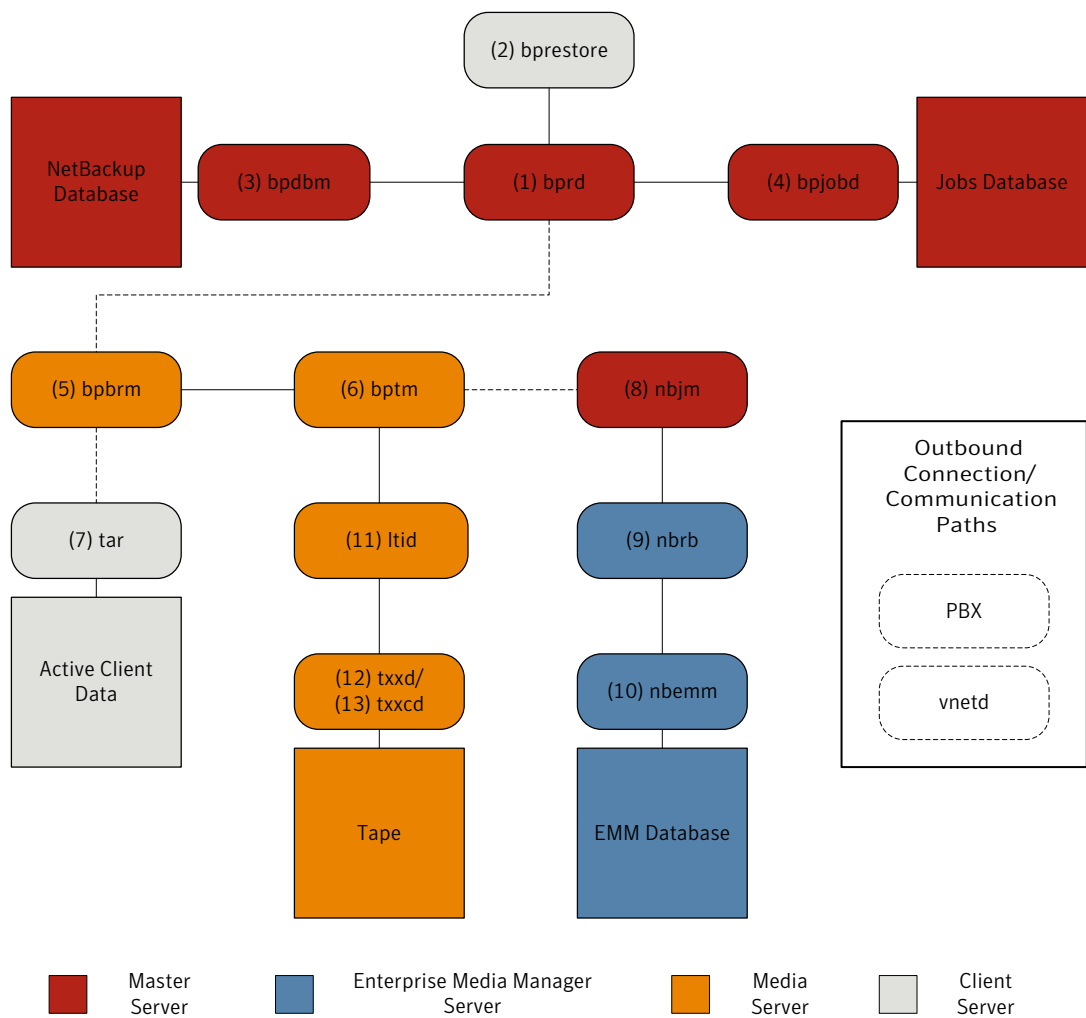 (2) bprestore
NetBackup
Database
(3) bpdbm
(1) bprd
(4) bpjobd
Jobs Database
(5) bpbrm
(6) bptm
(8) nbjm
Outbound
Connection/
Communication
Paths
(7) tar
(11) ltid
(9) nbrb
PBX
Active Client
Data
(12) txxd/
(13) txxcd
(10) nbemm
vnetd
Tape
EMM Database
Master
Server
Enterprise Media Manager
Server
Media
Server
Client
Server